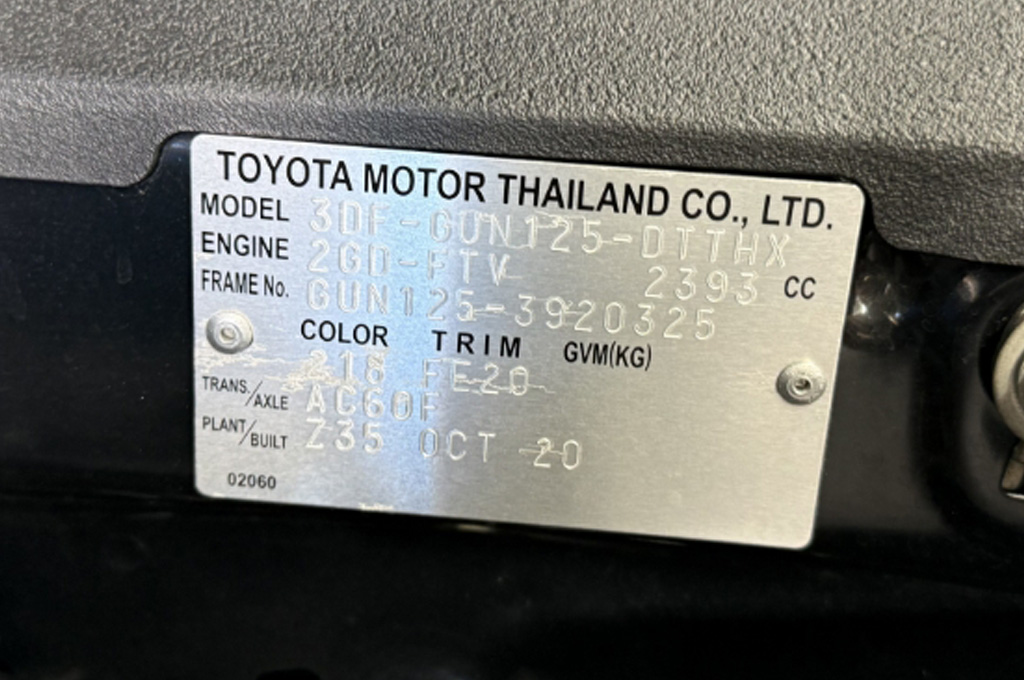 TOYOTA MOTOR THAILAND CO., LTD.
MODEL 3DF-GUN125-DTTHX
ENGINE 2GD-FTV 2393 CC
FRAME No. GUN125-3920325
COLOR TRIM GVM(KG)
218 FE20
TRANS./AXLE AC60F
PLANT/BUILT Z35 OCT 20
02060